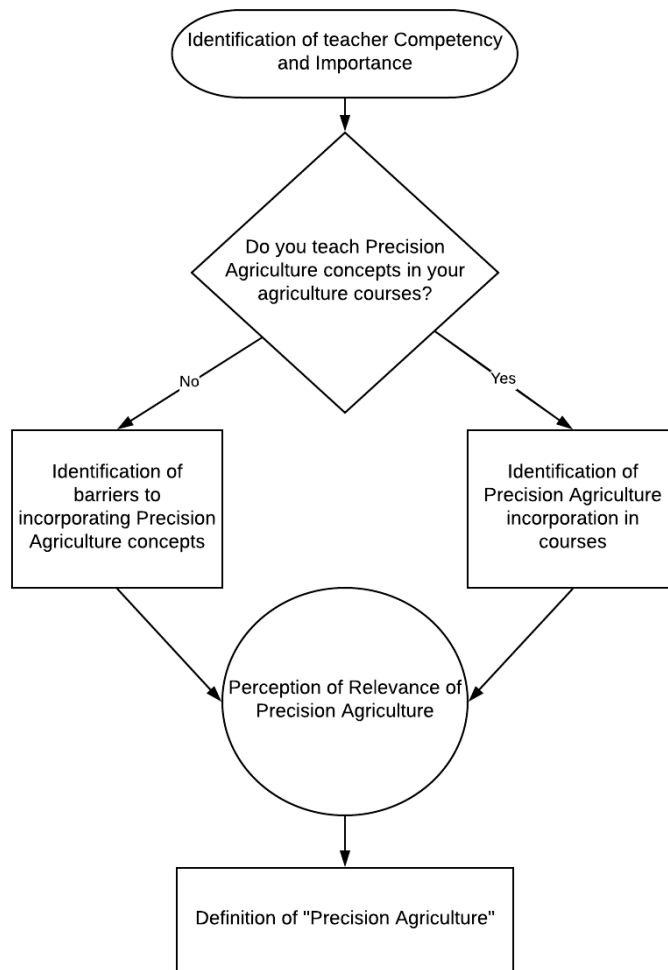 Identification of teacher Competency
and Importance
Do you teach Precision
Agriculture concepts in your
agriculture courses?
No
Yes
Identification of
barriers to
incorporating Precision
Agriculture concepts
Identification of
Precision Agriculture
incorporation in
courses
Perception of Relevance of
Precision Agriculture
Definition of "Precision Agriculture"